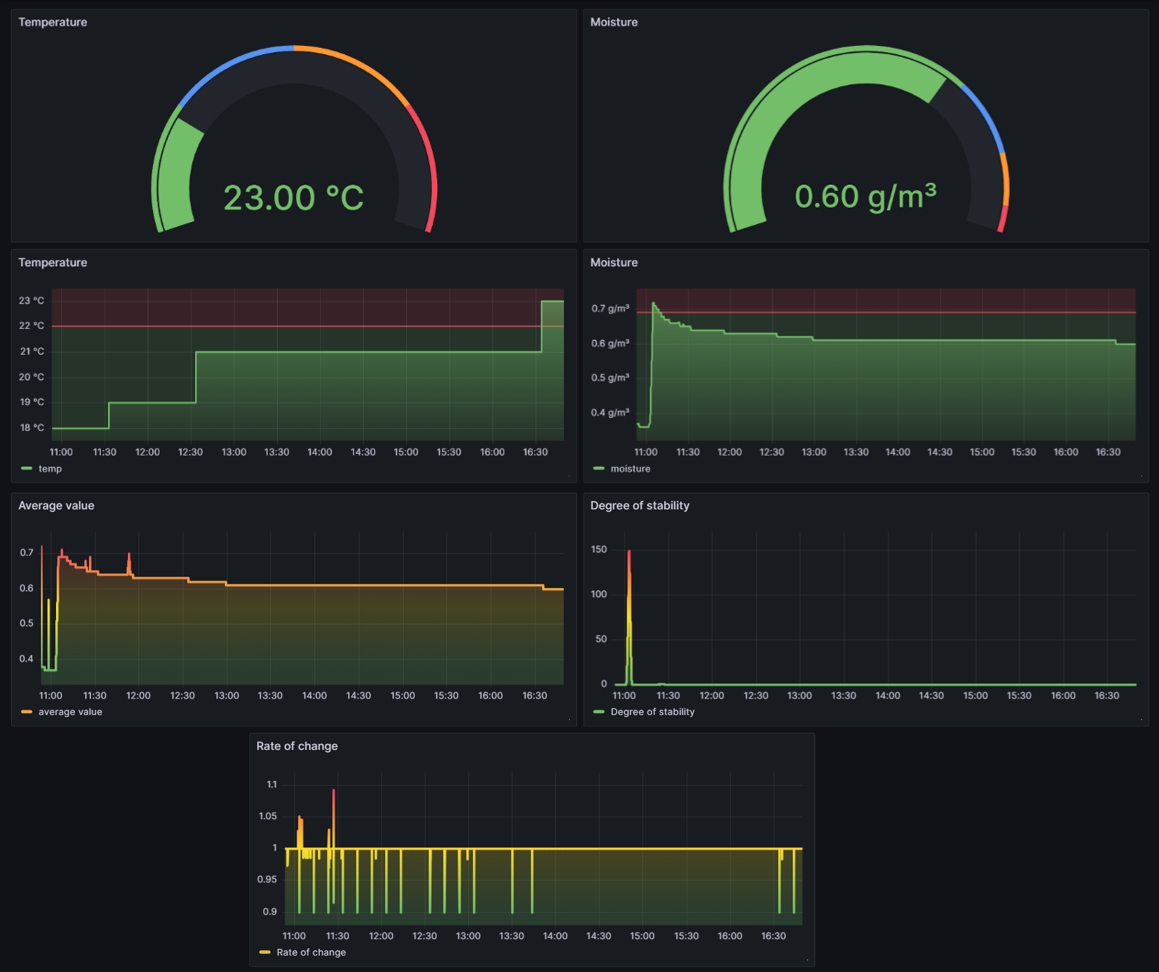 Temperature
Moisture
23.00 °C
0.60 g/m³
Temperature
23 °C
22 °C
21 °C
20 °C
19 °C
18 °C
11:00 11:30 12:00 12:30 13:00 13:30 14:00 14:30 15:00 15:30 16:00 16:30
temp
Moisture
0.7 g/m³
0.6 g/m³
0.5 g/m³
0.4 g/m³
11:00 11:30 12:00 12:30 13:00 13:30 14:00 14:30 15:00 15:30 16:00 16:30
moisture
Average value
0.7
0.6
0.5
0.4
11:00 11:30 12:00 12:30 13:00 13:30 14:00 14:30 15:00 15:30 16:00 16:30
average value
Degree of stability
150
100
50
0
11:00 11:30 12:00 12:30 13:00 13:30 14:00 14:30 15:00 15:30 16:00 16:30
Degree of stability
Rate of change
1.1
1.05
1
0.95
0.9
11:00 11:30 12:00 12:30 13:00 13:30 14:00 14:30 15:00 15:30 16:00 16:30
Rate of change